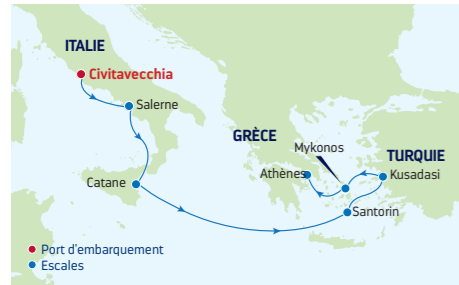 ITALIE
Civitavecchia
Salerne
GRÈCE
Mykonos
TURQUIE
Athènes
Kusadasi
Catane
Santorin
Port d'embarquement
Escales